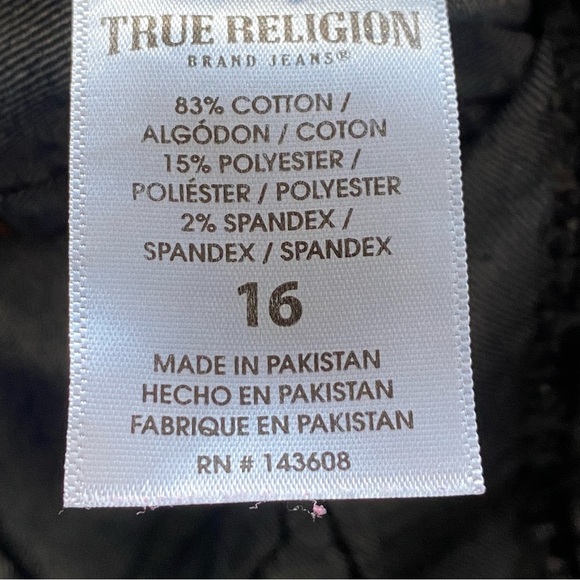 TRUE RELIGION
BRAND JEANS®
83% COTTON /
ALGÓDON / COTON
15% POLYESTER /
POLIÉSTER / POLYESTER
2% SPANDEX /
SPANDEX / SPANDEX
16
MADE IN PAKISTAN
HECHO EN PAKISTAN
FABRIQUE EN PAKISTAN
RN # 143608